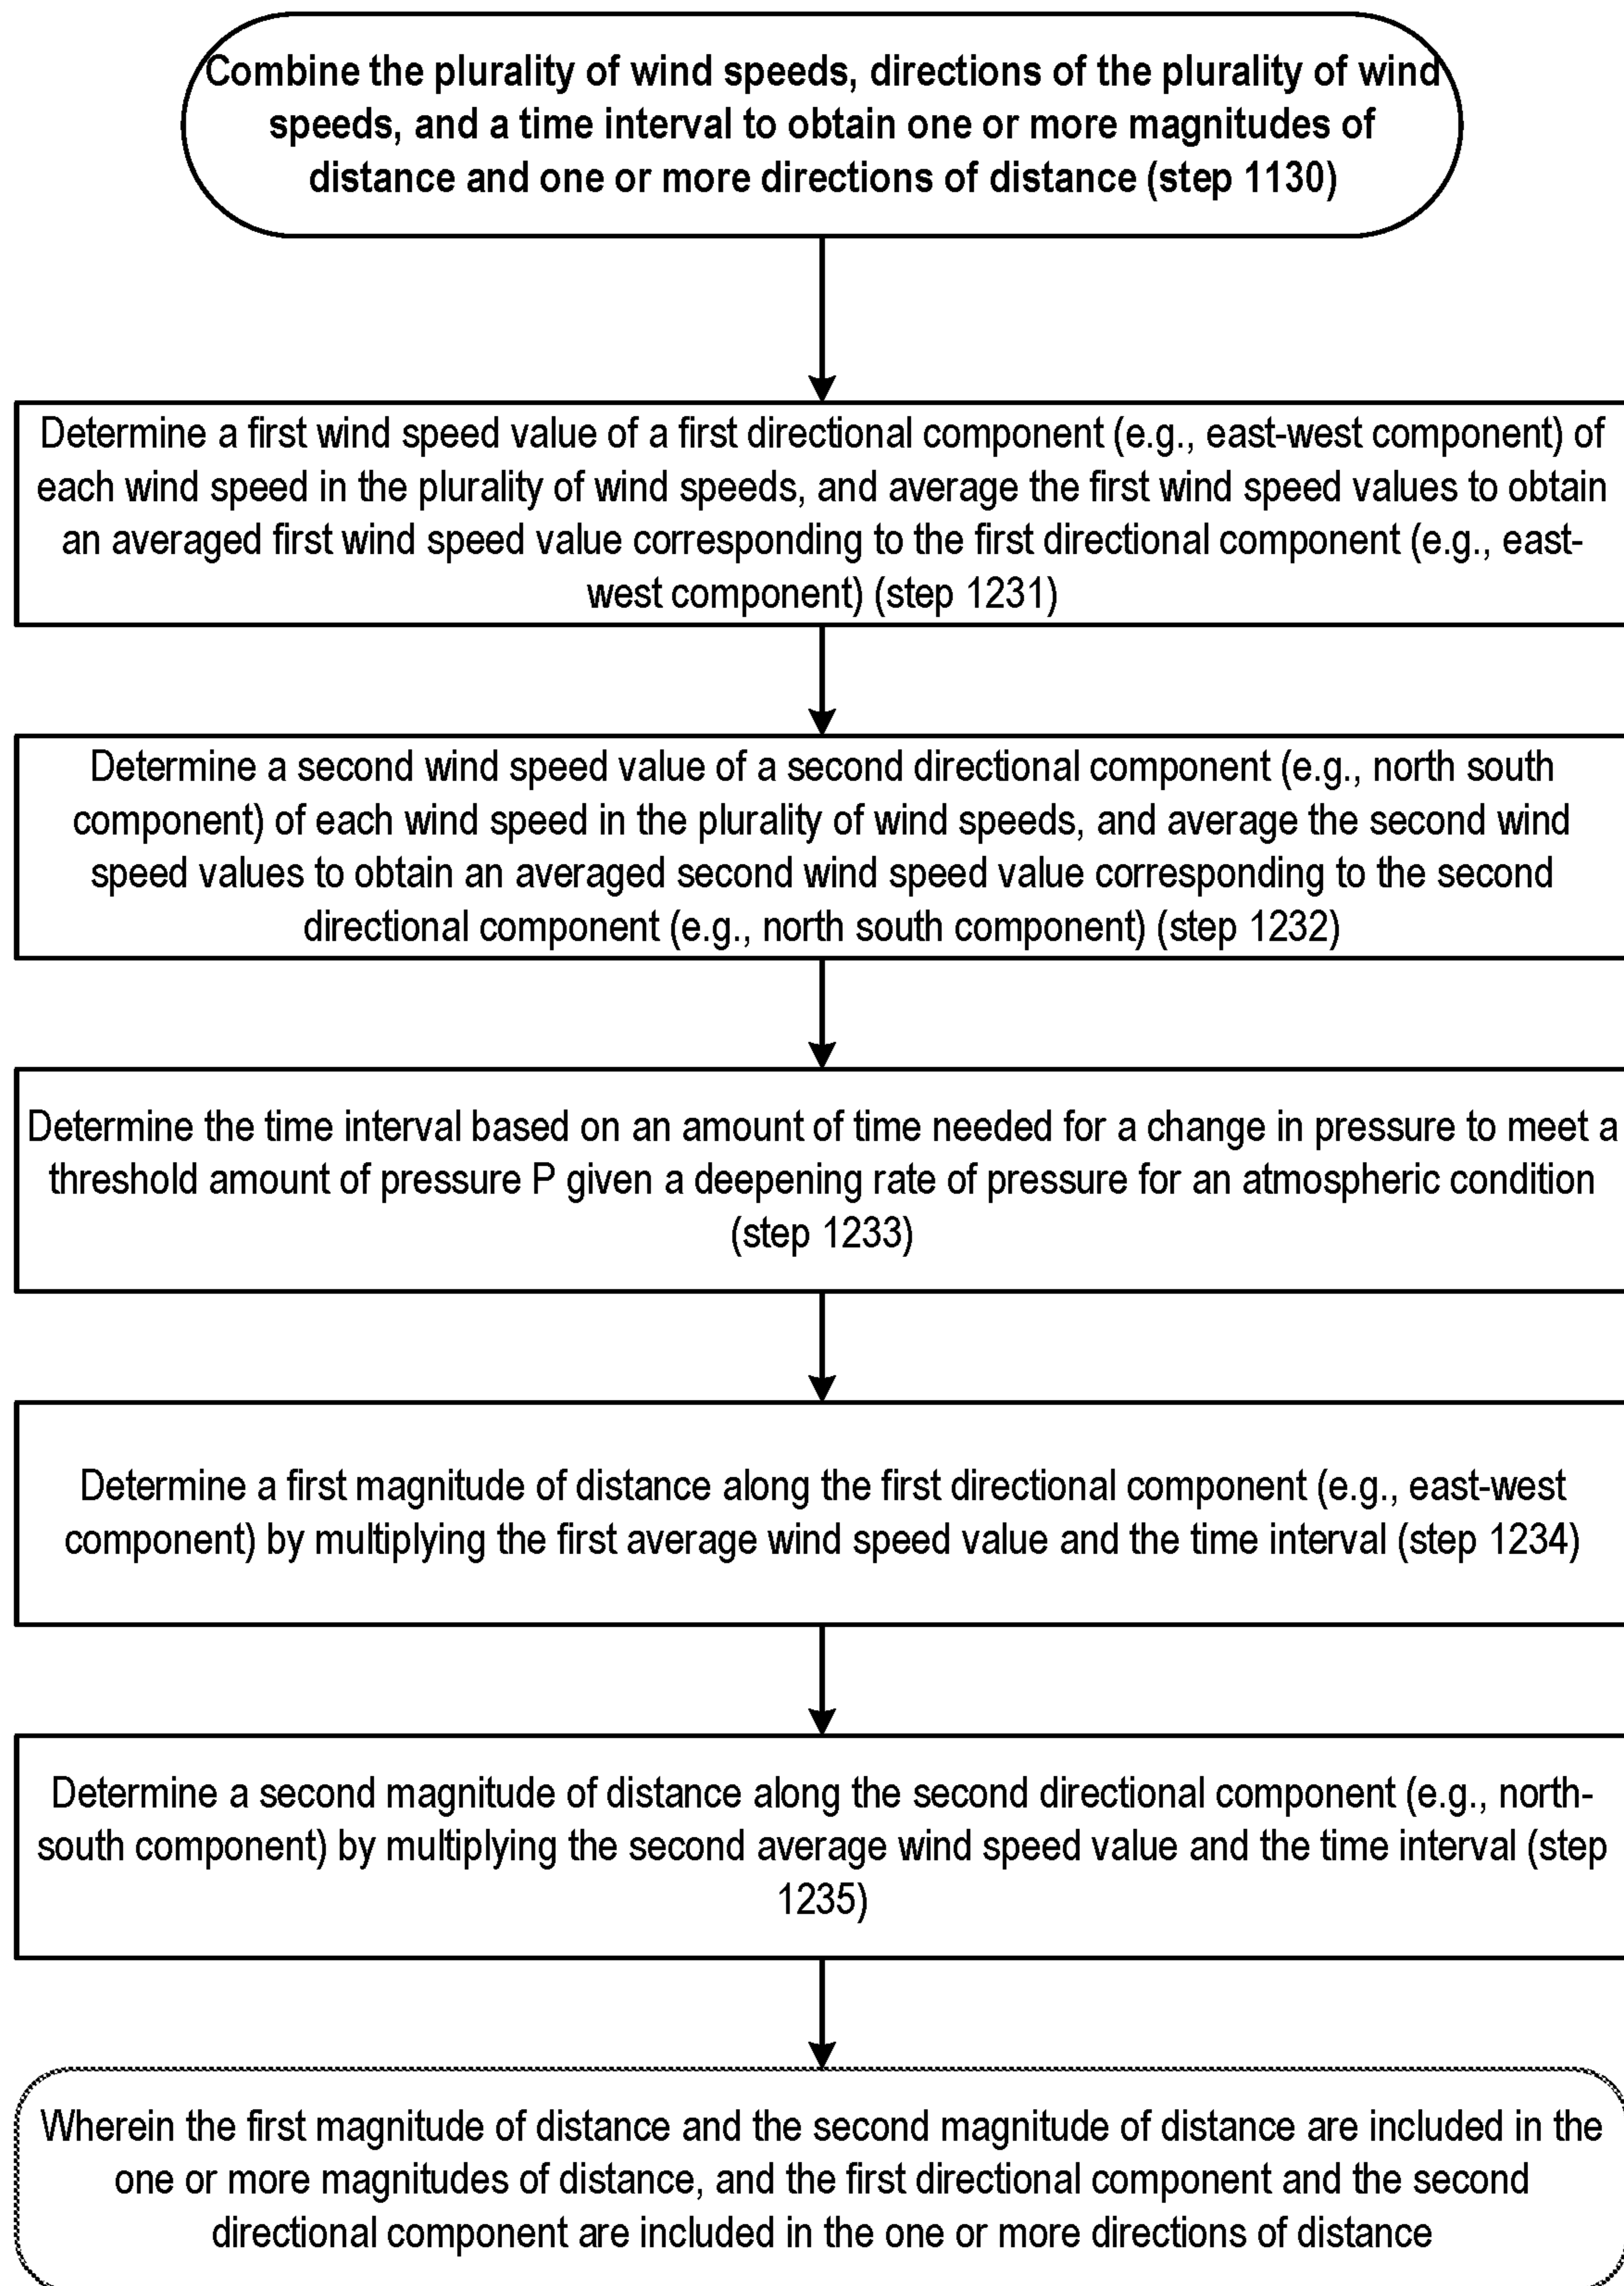 Combine the plurality of wind speeds, directions of the plurality of wind
speeds, and a time interval to obtain one or more magnitudes of
distance and one or more directions of distance (step 1130)
Determine a first wind speed value of a first directional component (e.g., east-west component) of
each wind speed in the plurality of wind speeds, and average the first wind speed values to obtain
an averaged first wind speed value corresponding to the first directional component (e.g., east-
west component) (step 1231)
Determine a second wind speed value of a second directional component (e.g., north south
component) of each wind speed in the plurality of wind speeds, and average the second wind
speed values to obtain an averaged second wind speed value corresponding to the second
directional component (e.g., north south component) (step 1232)
Determine the time interval based on an amount of time needed for a change in pressure to meet a
threshold amount of pressure P given a deepening rate of pressure for an atmospheric condition
(step 1233)
Determine a first magnitude of distance along the first directional component (e.g., east-west
component) by multiplying the first average wind speed value and the time interval (step 1234)
Determine a second magnitude of distance along the second directional component (e.g., north-
south component) by multiplying the second average wind speed value and the time interval (step
1235)
Wherein the first magnitude of distance and the second magnitude of distance are included in the
one or more magnitudes of distance, and the first directional component and the second
directional component are included in the one or more directions of distance